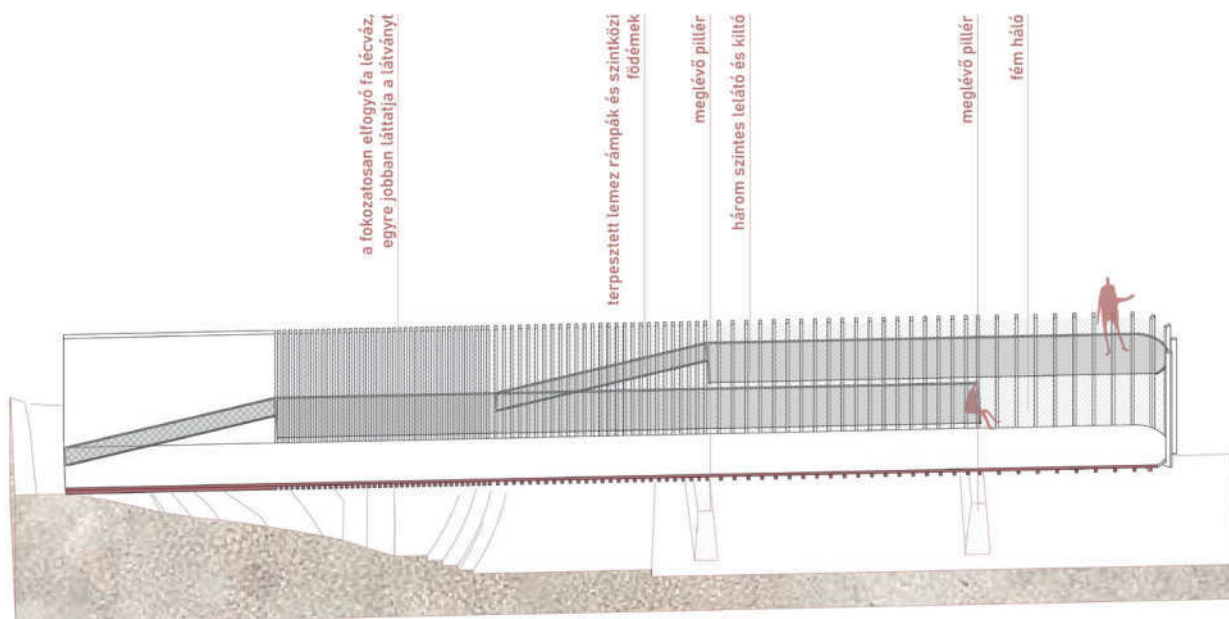 a fokozatosan elfogyó fa lécváz,
egyre jobban láttatja a látványt
terpesztett lemez rámpák és szintközi
födémek
meglévő pillér
három szintes lelátó és kiltó
meglévő pillér
fém háló